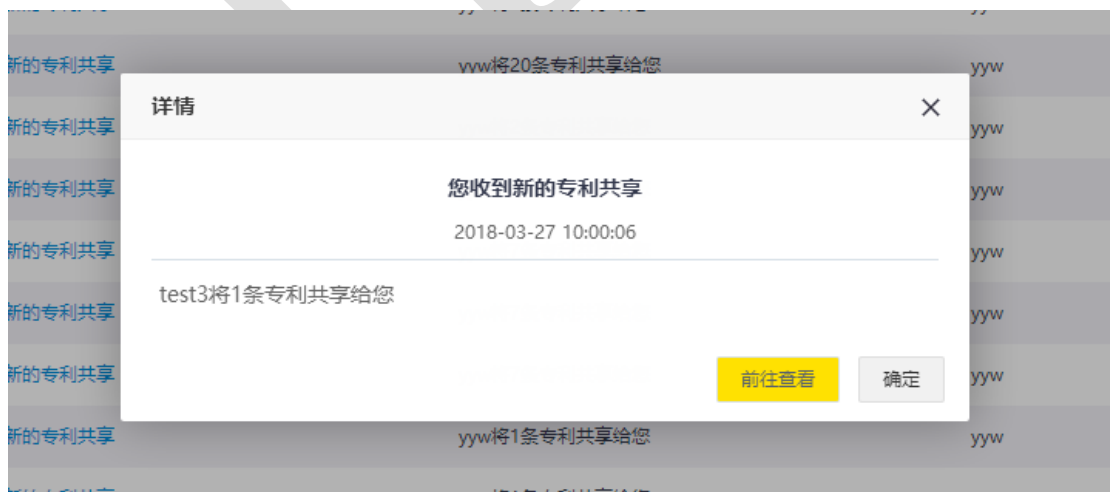 新的专利共享 yyw将20条专利共享给您 yyw
详情
新的专利共享 yyw
您收到新的专利共享
新的专利共享 yyw
2018-03-27 10:00:06
新的专利共享 yyw
test3将1条专利共享给您
新的专利共享 yyw
前往查看 确定
新的专利共享 yyw
新的专利共享 yyw将1条专利共享给您 yyw